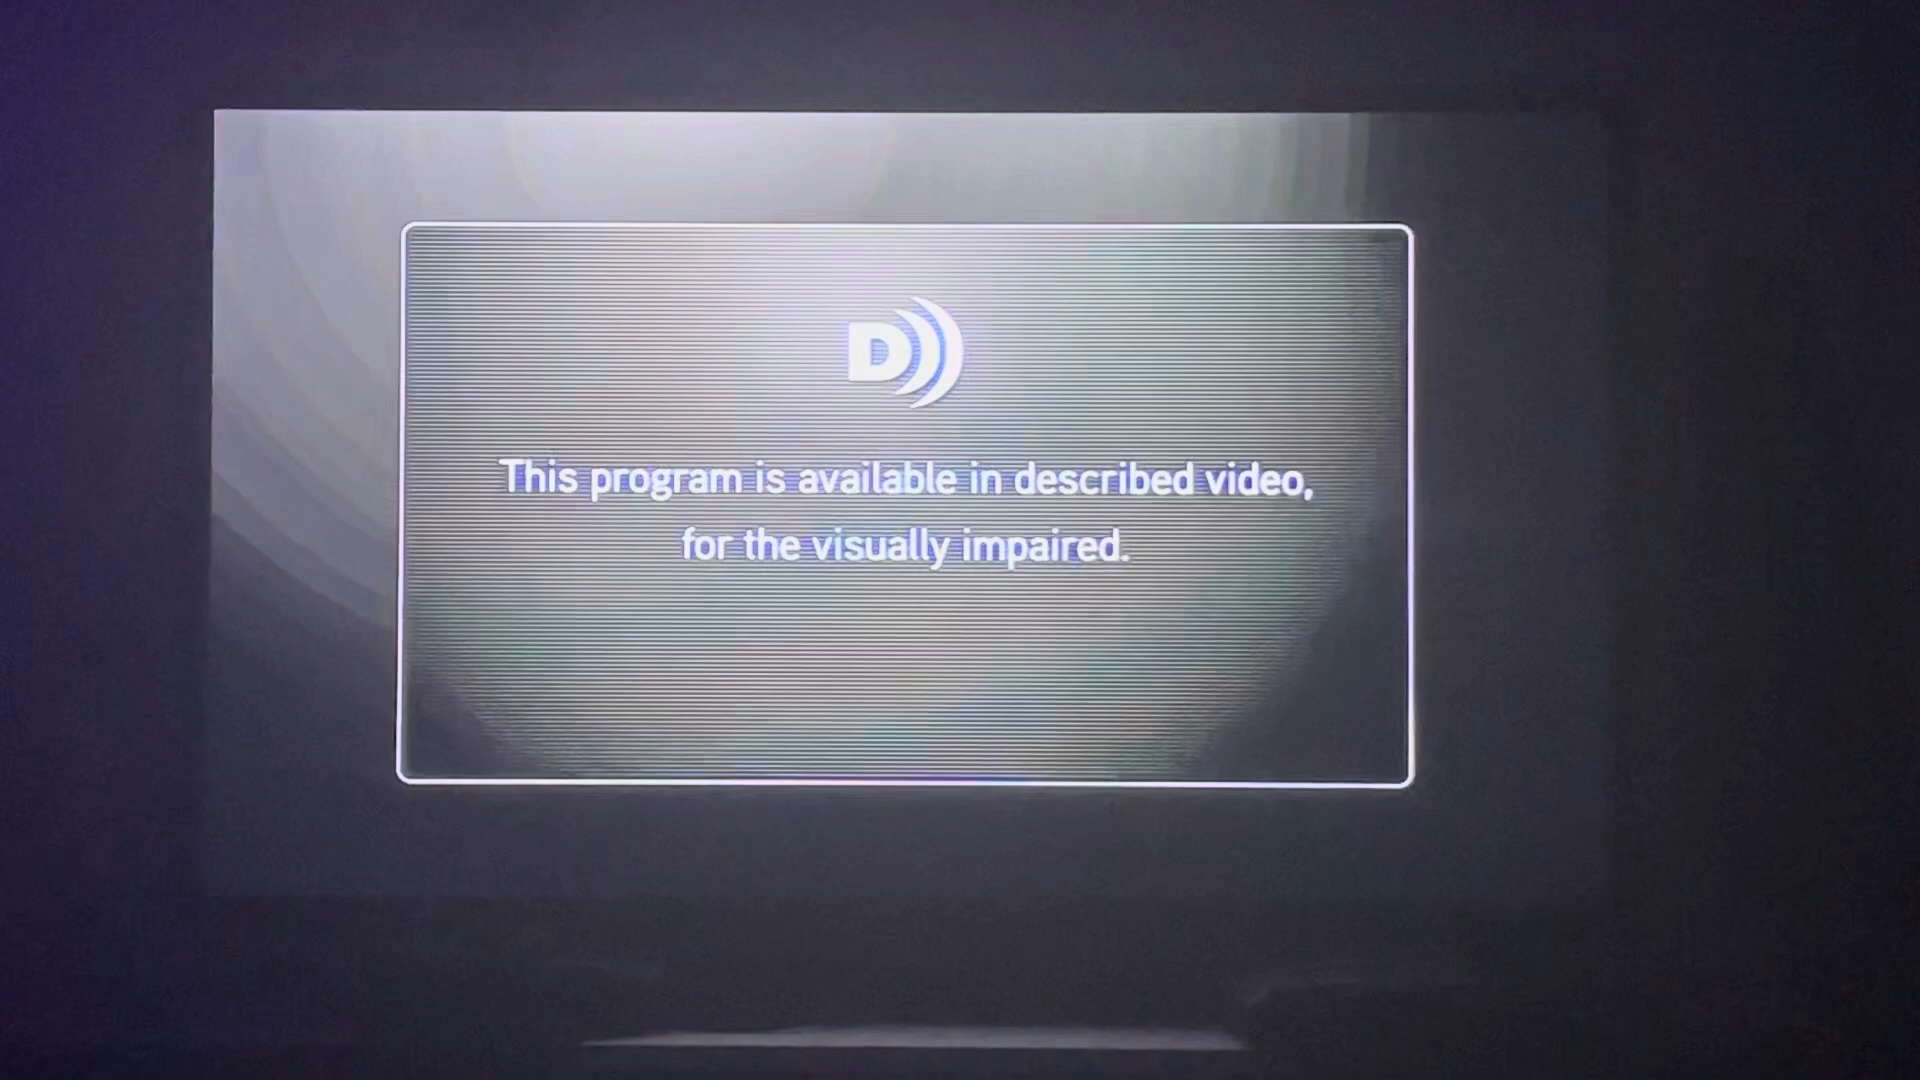 D
This program is available in described video,
for the visually impaired.